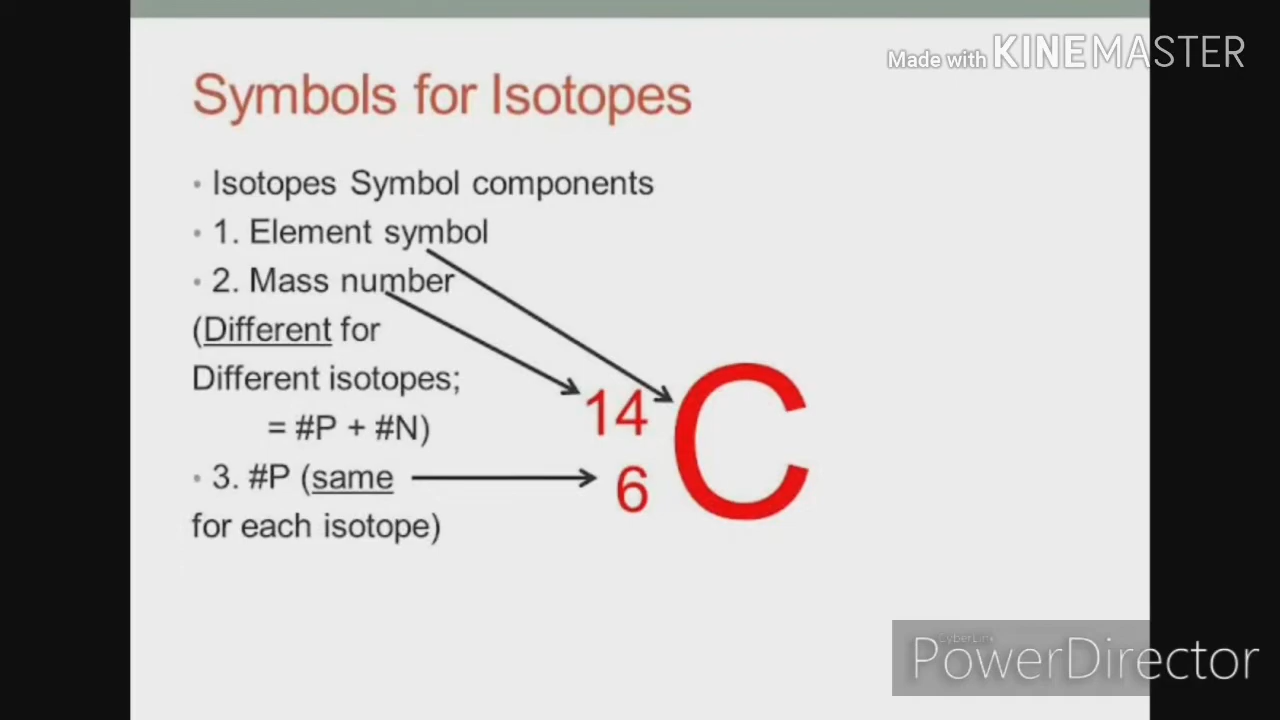 Made with KINEMASTER
Symbols for Isotopes
• Isotopes Symbol components
• 1. Element symbol
• 2. Mass number
(Different for
Different isotopes;
= #P + #N)
• 3. #P (same
for each isotope)
14
6
C
CyberLink
PowerDirector